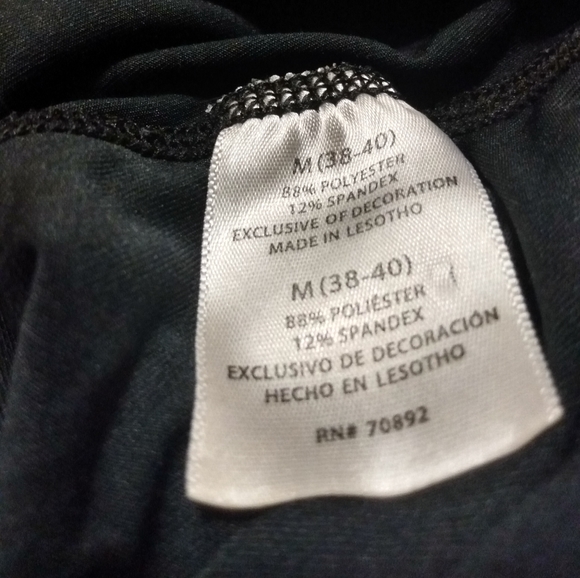 M (38-40)
88% POLYESTER
12% SPANDEX
EXCLUSIVE OF DECORATION
MADE IN LESOTHO
M (38-40)
88% POLIÉSTER
12% SPANDEX
EXCLUSIVO DE DECORACIÓN
HECHO EN LESOTHO
RN# 70892